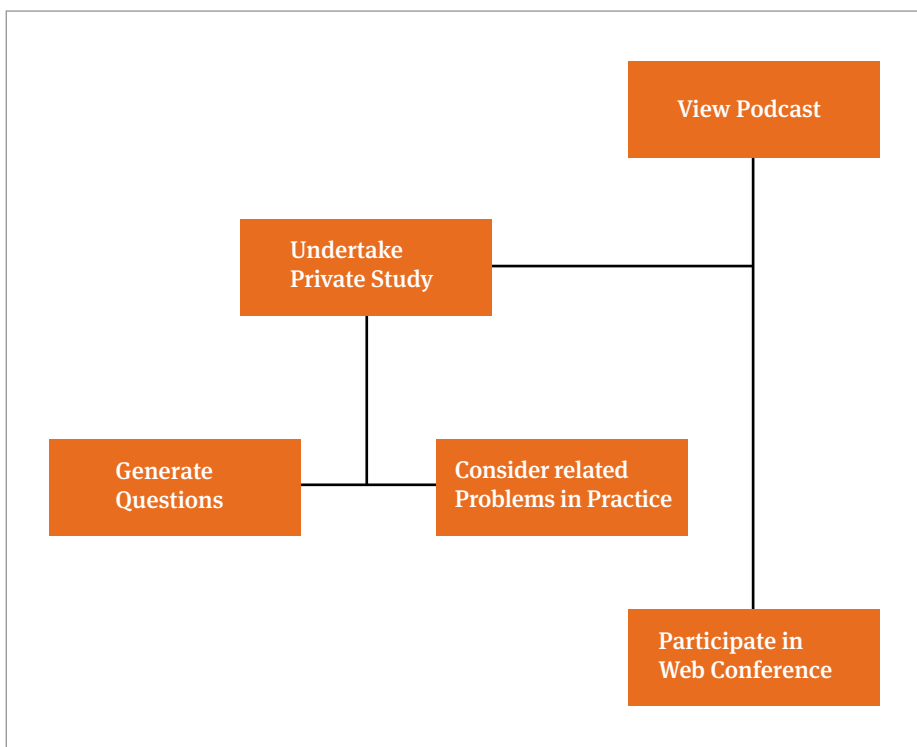 View Podcast
Undertake
Private Study
Generate
Questions
Consider related
Problems in Practice
Participate in
Web Conference